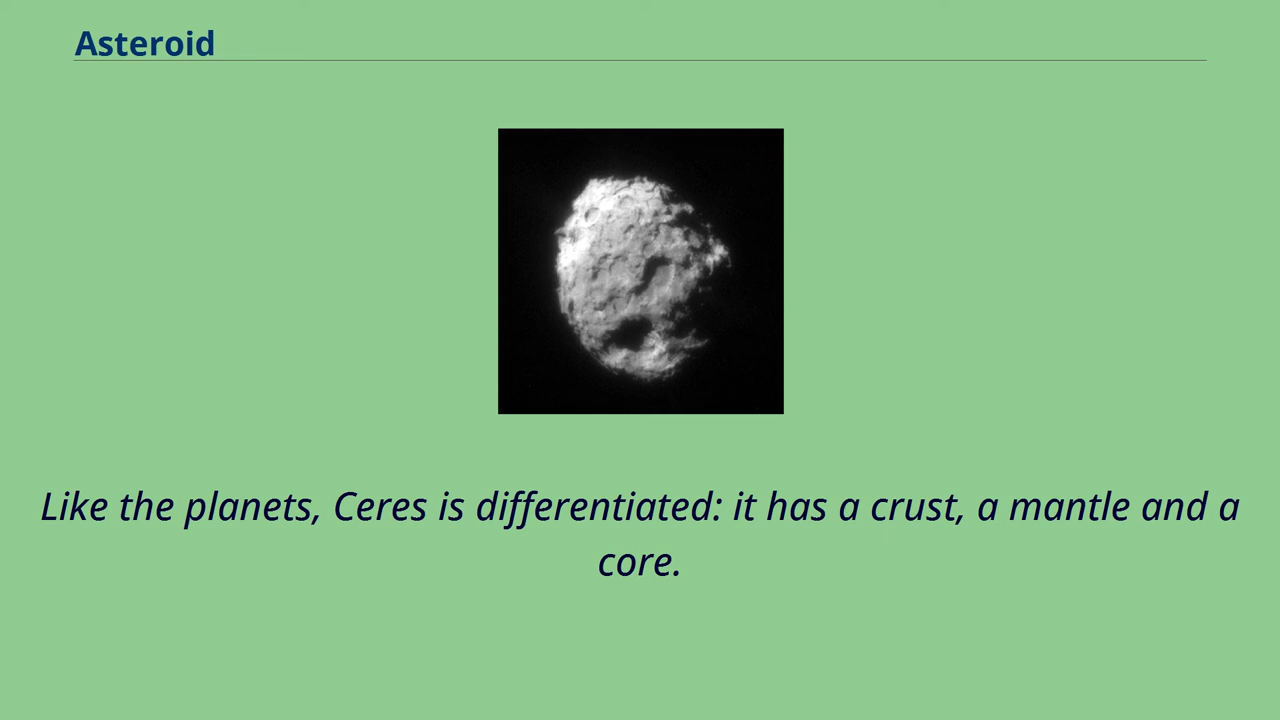 Asteroid
Like the planets, Ceres is differentiated: it has a crust, a mantle and a
core.